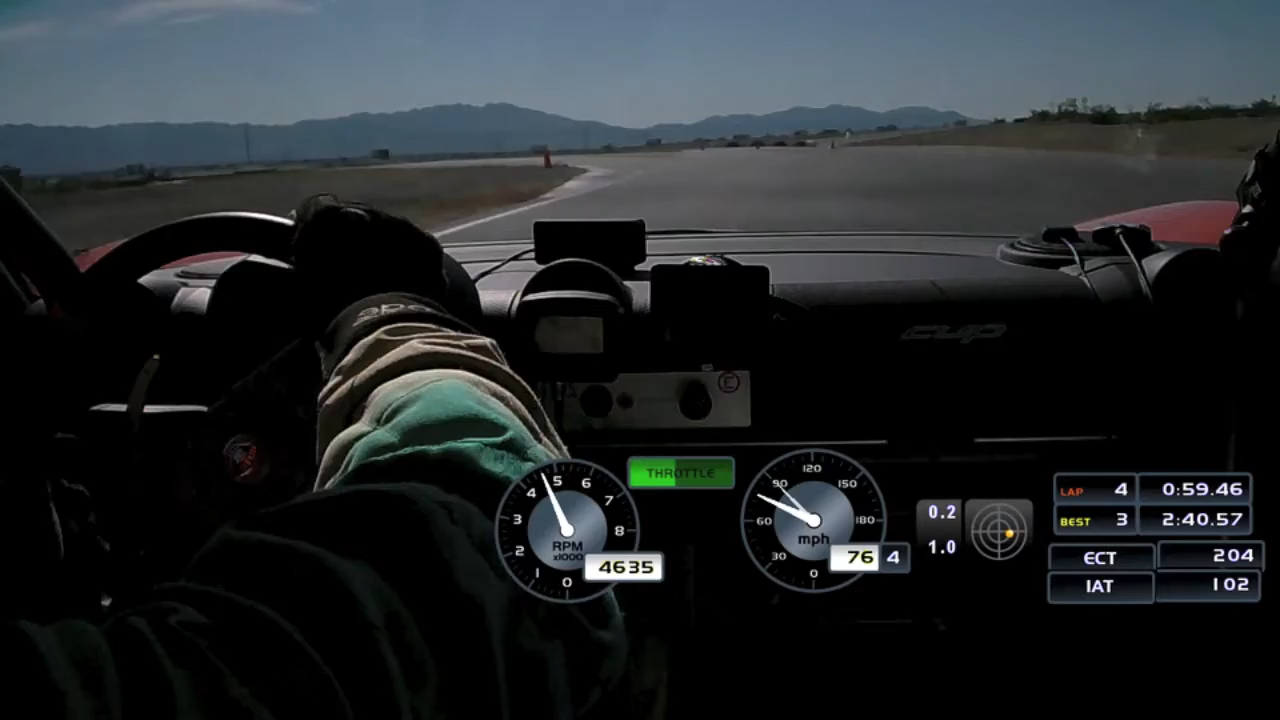 CUP
THROTTLE
0
1
2
3
4
5
6
7
8
RPM
x1000
4635
0
30
60
90
120
150
180
mph
76 4
0.2
1.0
LAP 4 0:59.46
BEST 3 2:40.57
ECT 204
IAT 102